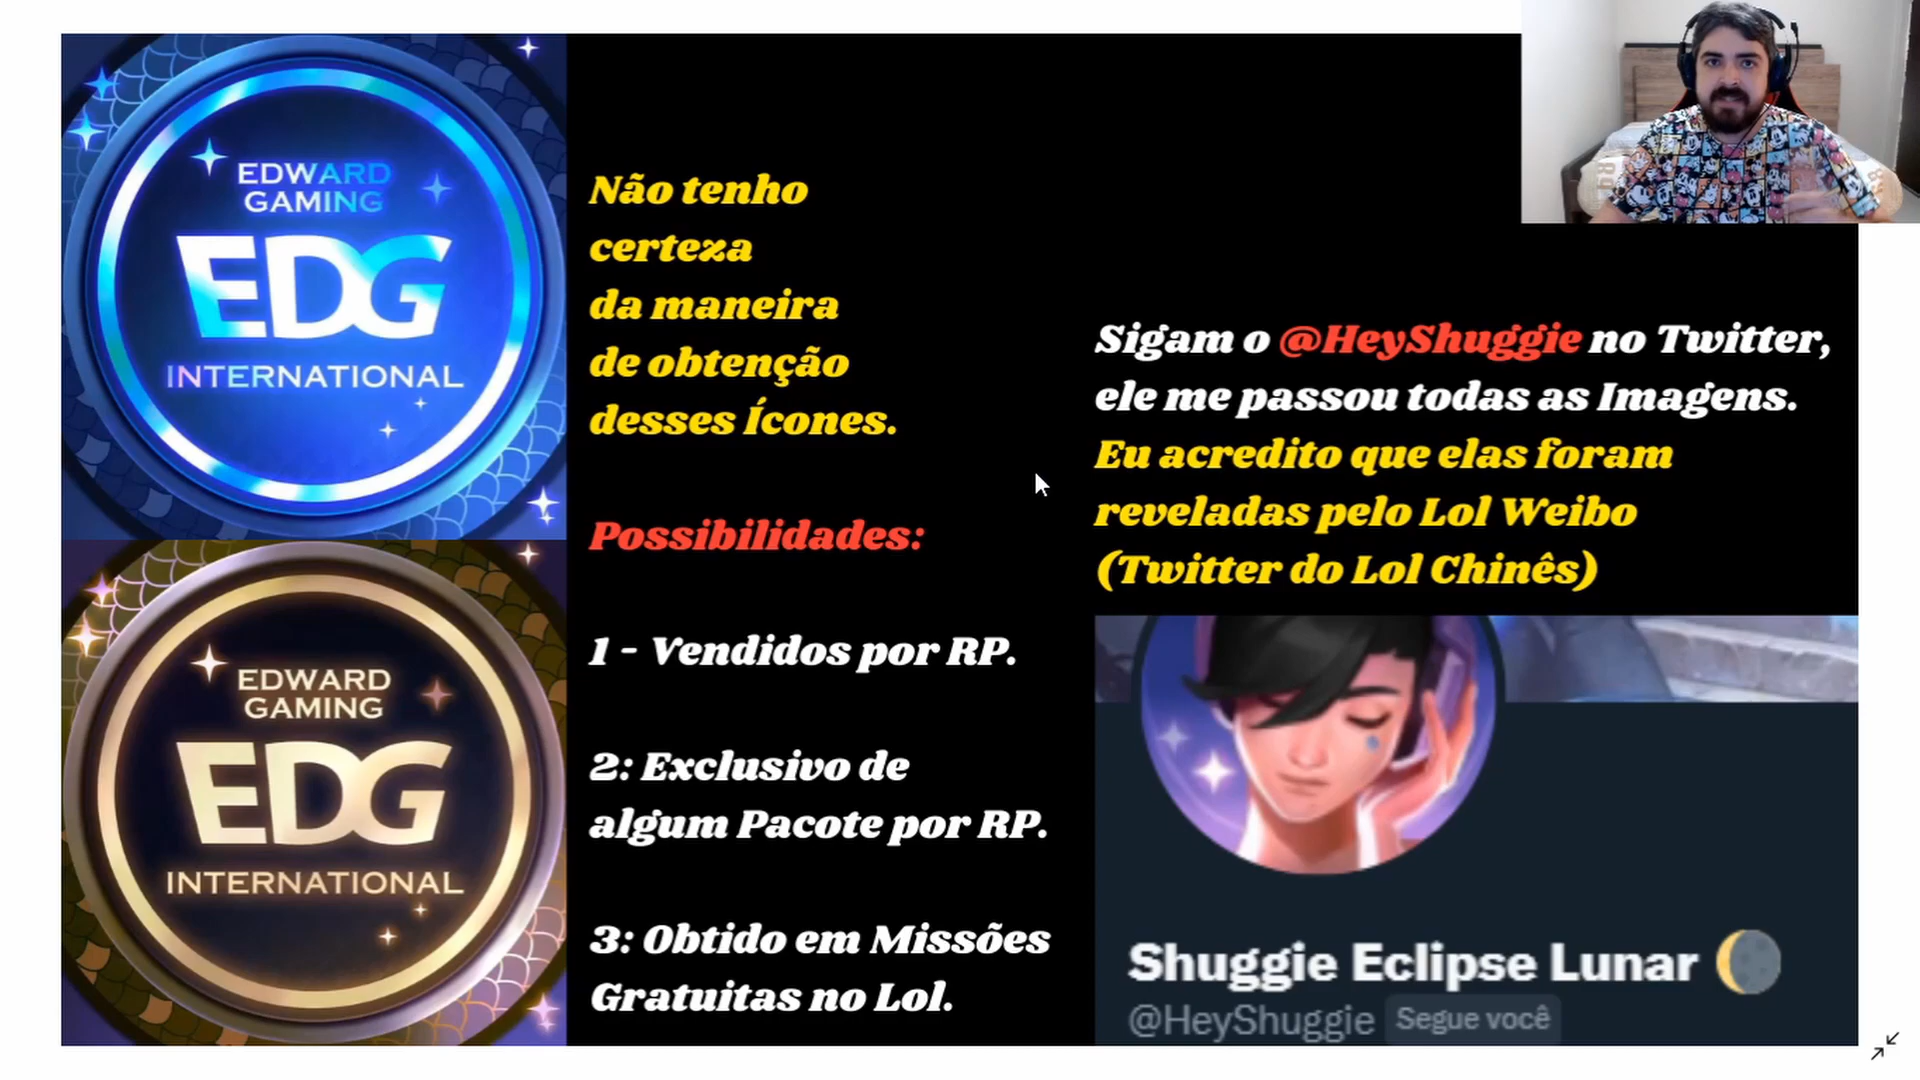 EDWARD
GAMING
EDG
INTERNATIONAL
EDWARD
GAMING
EDG
INTERNATIONAL
Não tenho
certeza
da maneira
de obtenção
desses Ícones.
Possibilidades:
1 - Vendidos por RP.
2: Exclusivo de
algum Pacote por RP.
3: Obtido em Missões
Gratuitas no Lol.
Sigam o @HeyShuggie no Twitter,
ele me passou todas as Imagens.
Eu acredito que elas foram
reveladas pelo Lol Weibo
(Twitter do Lol Chinês)
Shuggie Eclipse Lunar
@HeyShuggie Segue você